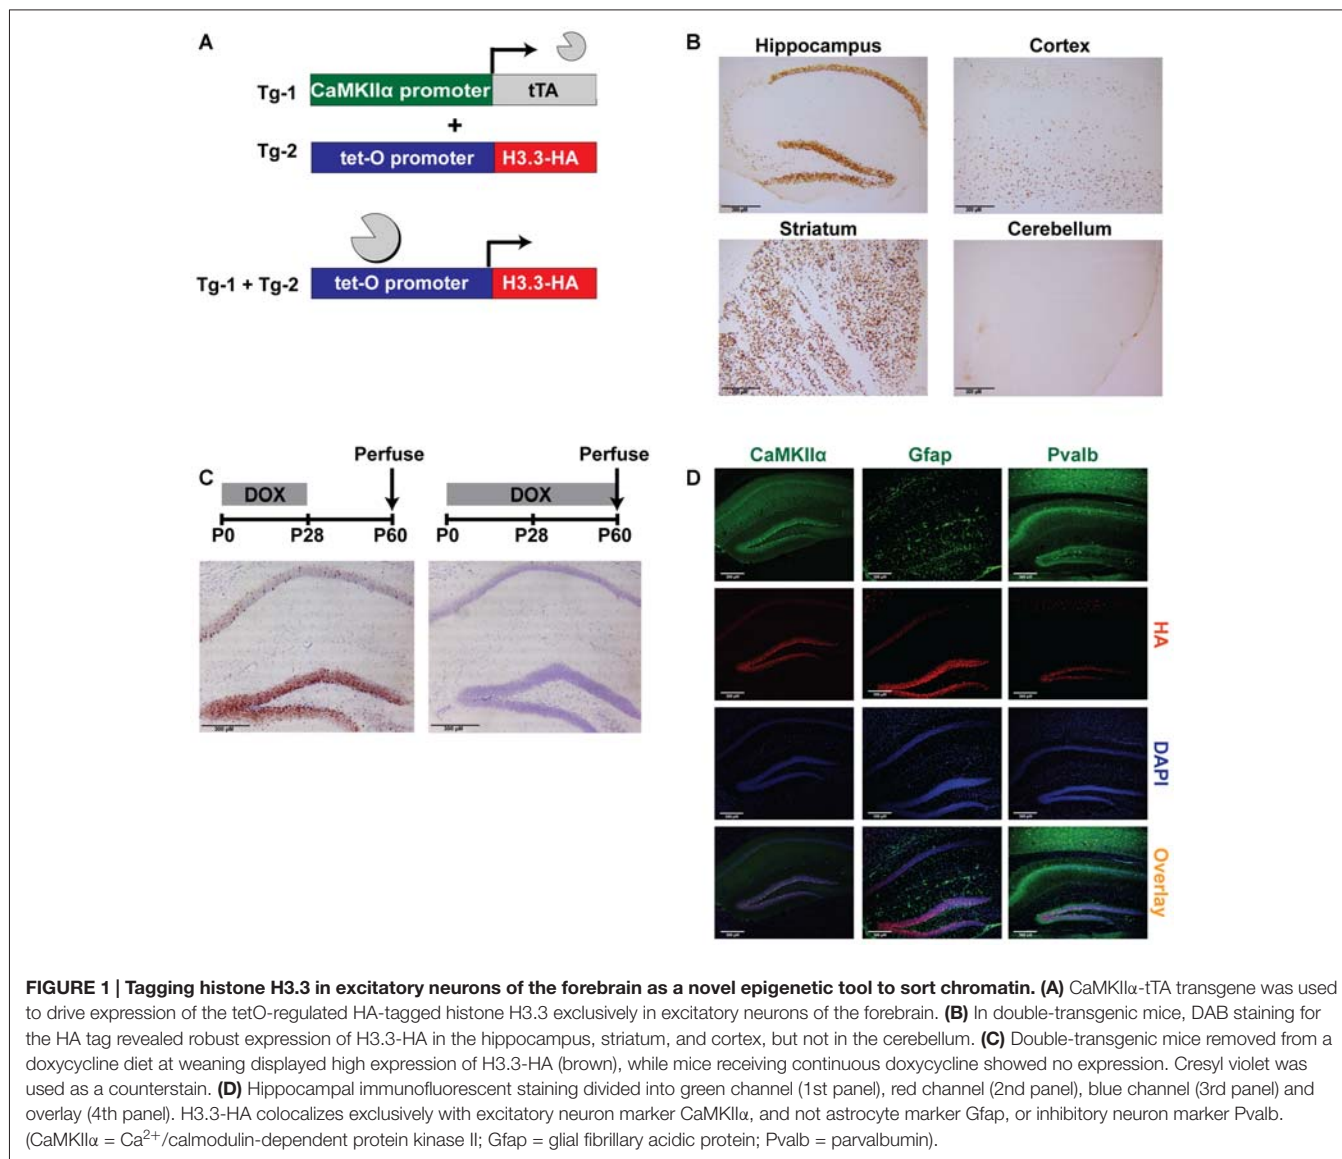 A
Tg-1
CaMKIIα promoter
tTA
+
Tg-2
tet-O promoter
H3.3-HA
Tg-1 + Tg-2
tet-O promoter
H3.3-HA
B
Hippocampus
Cortex
Striatum
Cerebellum
C
DOX
Perfuse
P0
P28
P60
DOX
Perfuse
P0
P28
P60
300 µM
300 µM
D
CaMKIIα
Gfap
Pvalb
HA
DAPI
Overlay
FIGURE 1 | Tagging histone H3.3 in excitatory neurons of the forebrain as a novel epigenetic tool to sort chromatin. (A) CaMKIIα-tTA transgene was used
to drive expression of the tetO-regulated HA-tagged histone H3.3 exclusively in excitatory neurons of the forebrain. (B) In double-transgenic mice, DAB staining for
the HA tag revealed robust expression of H3.3-HA in the hippocampus, striatum, and cortex, but not in the cerebellum. (C) Double-transgenic mice removed from a
doxycycline diet at weaning displayed high expression of H3.3-HA (brown), while mice receiving continuous doxycycline showed no expression. Cresyl violet was
used as a counterstain. (D) Hippocampal immunofluorescent staining divided into green channel (1st panel), red channel (2nd panel), blue channel (3rd panel) and
overlay (4th panel). H3.3-HA colocalizes exclusively with excitatory neuron marker CaMKIIα, and not astrocyte marker Gfap, or inhibitory neuron marker Pvalb.
(CaMKIIα = Ca²⁺/calmodulin-dependent protein kinase II; Gfap = glial fibrillary acidic protein; Pvalb = parvalbumin).